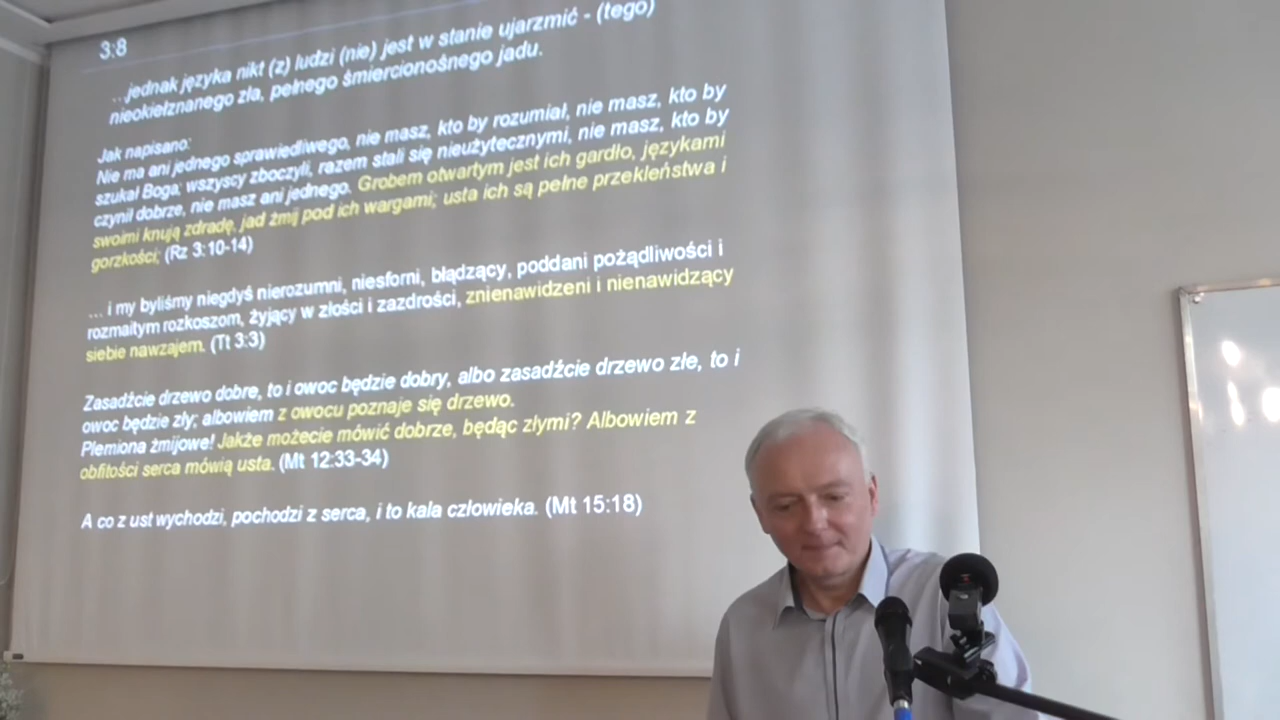 3:8
...jednak języka nikt (z) ludzi (nie) jest w stanie ujarzmić - (tego)
nieokiełznanego zła, pełnego śmiercionośnego jadu.
Jak napisano:
Nie ma ani jednego sprawiedliwego, nie masz, kto by rozumiał, nie masz, kto by
szukał Boga; wszyscy zboczyli, razem stali się nieużytecznymi, nie masz, kto by
czynił dobrze, nie masz ani jednego. Grobem otwartym jest ich gardło, językami
swoimi knują zdradę, jad żmij pod ich wargami; usta ich są pełne przekleństwa i
gorzkości; (Rz 3:10-14)
... i my byliśmy niegdyś nierozumni, niesforni, błądzący, poddani pożądliwości i
rozmaitym rozkoszom, żyjący w złości i zazdrości, znienawidzeni i nienawidzący
siebie nawzajem. (Tt 3:3)
Zasadźcie drzewo dobre, to i owoc będzie dobry, albo zasadźcie drzewo złe, to i
owoc będzie zły; albowiem z owocu poznaje się drzewo.
Plemiona żmijowe! Jakże możecie mówić dobrze, będąc złymi? Albowiem z
obfitości serca mówią usta. (Mt 12:33-34)
A co z ust wychodzi, pochodzi z serca, i to kala człowieka. (Mt 15:18)